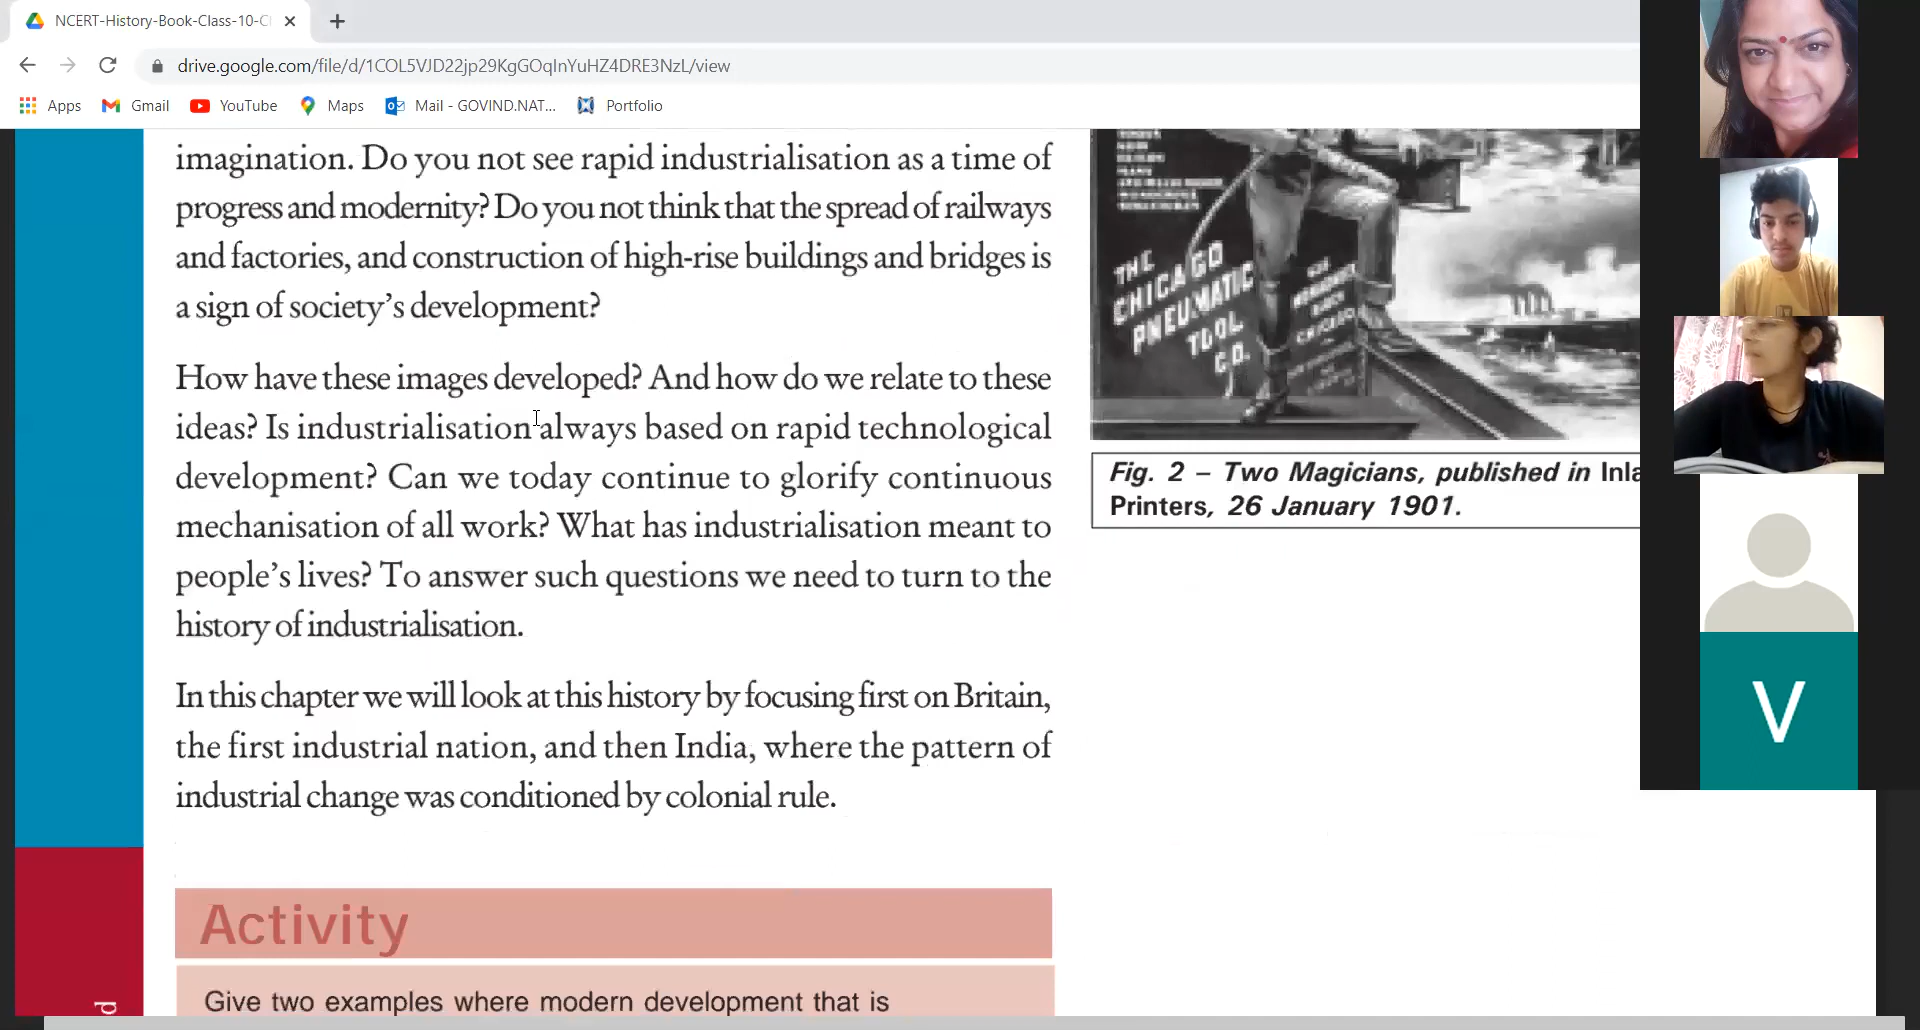 NCERT-History-Book-Class-10-C
drive.google.com/file/d/1COL5VJD22jp29KgGOqInYuHZ4DRE3NzL/view
Apps Gmail YouTube Maps Mail - GOVIND.NAT... Portfolio
imagination. Do you not see rapid industrialisation as a time of
progress and modernity? Do you not think that the spread of railways
and factories, and construction of high-rise buildings and bridges is
a sign of society’s development?
How have these images developed? And how do we relate to these
ideas? Is industrialisation always based on rapid technological
development? Can we today continue to glorify continuous
mechanisation of all work? What has industrialisation meant to
people’s lives? To answer such questions we need to turn to the
history of industrialisation.
In this chapter we will look at this history by focusing first on Britain,
the first industrial nation, and then India, where the pattern of
industrial change was conditioned by colonial rule.
Activity
Give two examples where modern development that is
THE
CHICAGO
PNEUMATIC
TOOL
CO.
Fig. 2 – Two Magicians, published in Inla
Printers, 26 January 1901.
V
d